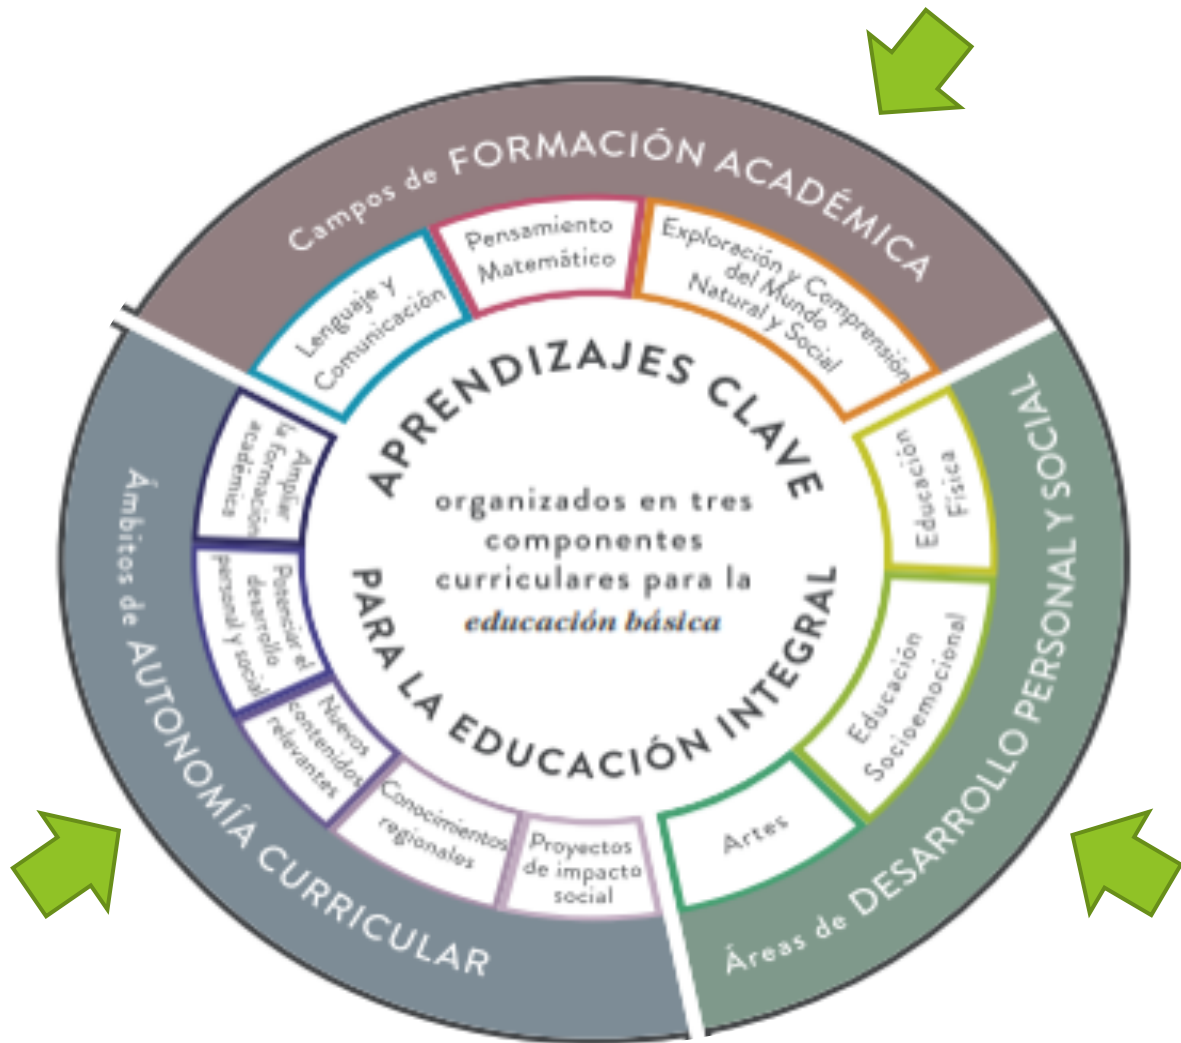 Campos de FORMACIÓN ACADÉMICA
Lenguaje y
Comunicación
Pensamiento
Matemático
Exploración y Comprensión
del Mundo
Natural y Social
Áreas de DESARROLLO PERSONAL Y SOCIAL
Educación
Física
Educación
Socioemocional
Artes
Ámbitos de AUTONOMÍA CURRICULAR
Ampliar
la formación
académica
Potenciar el
desarrollo
personal y social
Nuevos
contenidos
relevantes
Conocimientos
regionales
Proyectos
de impacto
social
APRENDIZAJES CLAVE
organizados en tres
componentes
curriculares para la
educación básica
PARA LA EDUCACIÓN INTEGRAL